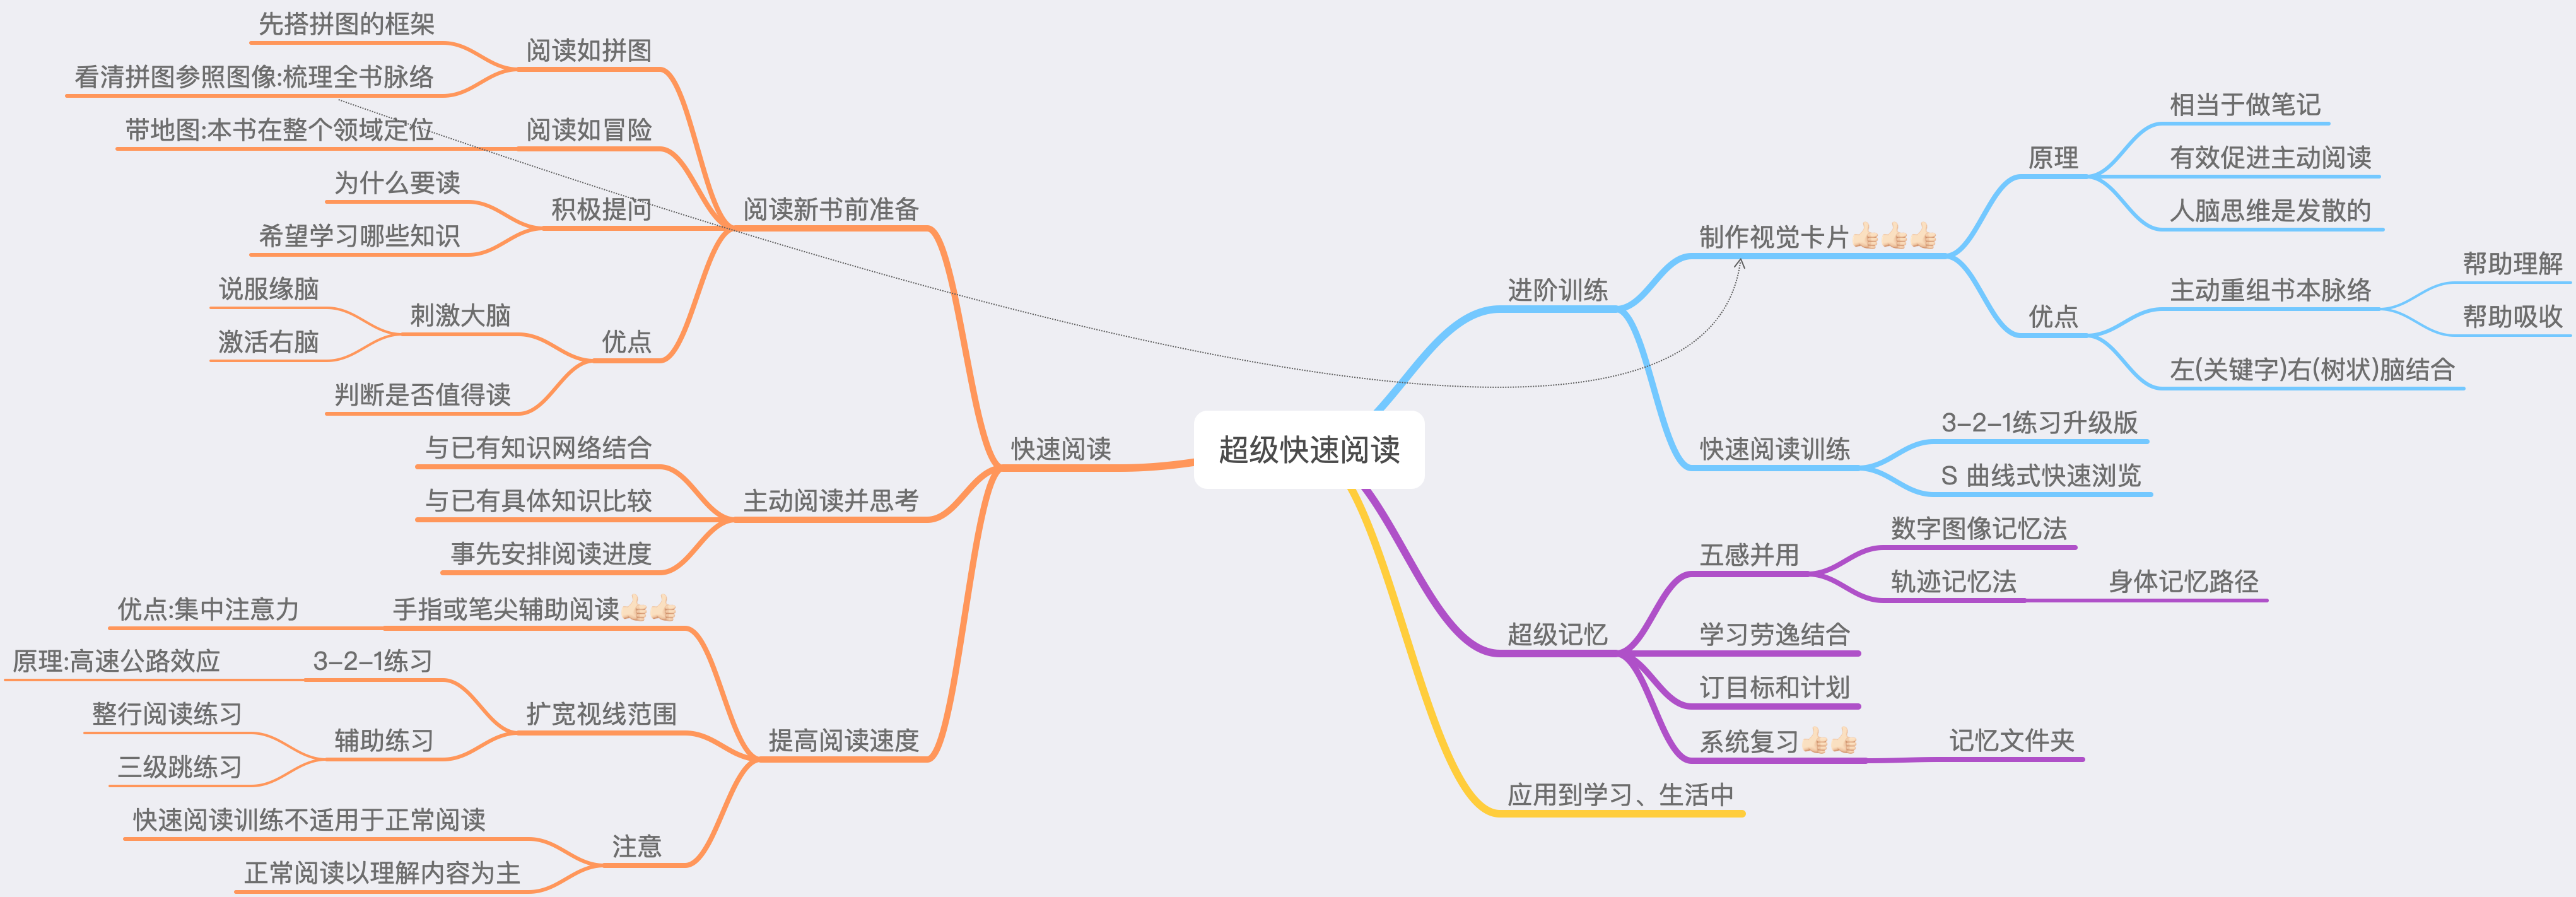 超级快速阅读
快速阅读
阅读新书前准备
阅读如拼图
先搭拼图的框架
看清拼图参照图像:梳理全书脉络
阅读如冒险
带地图:本书在整个领域定位
积极提问
为什么要读
希望学习哪些知识
优点
刺激大脑
说服缘脑
激活右脑
判断是否值得读
主动阅读并思考
与已有知识网络结合
与已有具体知识比较
事先安排阅读进度
提高阅读速度
手指或笔尖辅助阅读👍🏻👍🏻
优点:集中注意力
扩宽视线范围
3-2-1练习
原理:高速公路效应
辅助练习
整行阅读练习
三级跳练习
注意
快速阅读训练不适用于正常阅读
正常阅读以理解内容为主
进阶训练
制作视觉卡片👍🏻👍🏻👍🏻
原理
相当于做笔记
有效促进主动阅读
人脑思维是发散的
优点
主动重组书本脉络
帮助理解
帮助吸收
左(关键字)右(树状)脑结合
快速阅读训练
3-2-1练习升级版
S 曲线式快速浏览
超级记忆
五感并用
数字图像记忆法
轨迹记忆法
身体记忆路径
学习劳逸结合
订目标和计划
系统复习👍🏻👍🏻
记忆文件夹
应用到学习、生活中